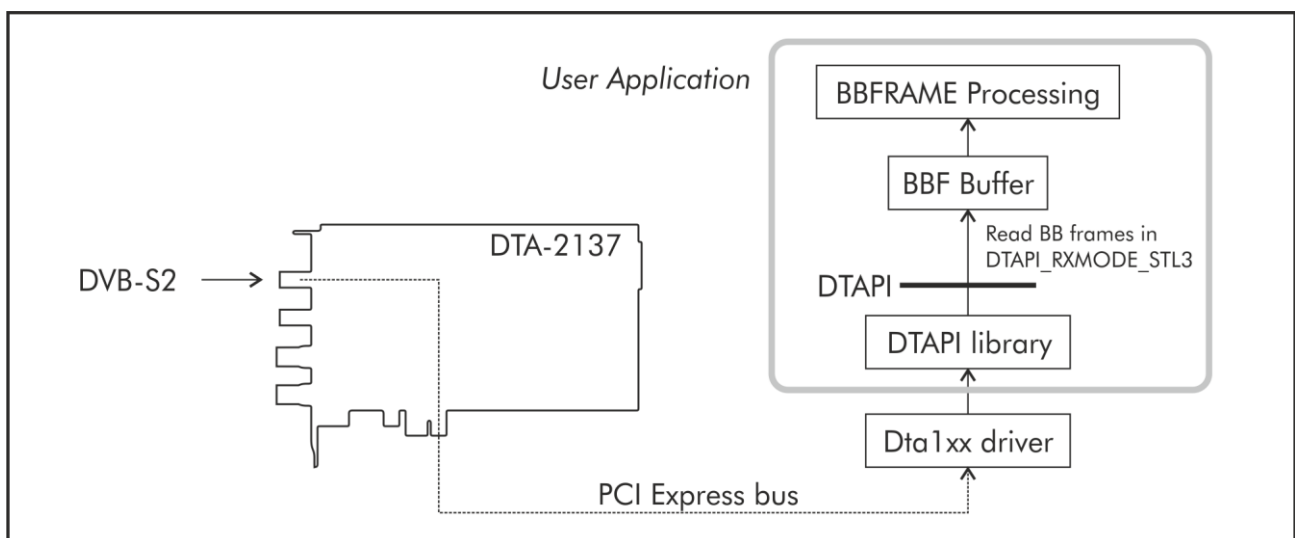 User Application
BBFRAME Processing
BBF Buffer
DTA-2137
Read BB frames in
DTAPI_RXMODE_STL3
DVB-S2
DTAPI
DTAPI library
Dta1xx driver
PCI Express bus